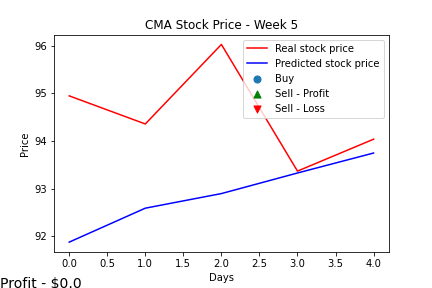 CMA Stock Price - Week 5
96
95
94
93
92
Price
Real stock price
Predicted stock price
Buy
Sell - Profit
Sell - Loss
0.0 0.5 1.0 1.5 2.0 2.5 3.0 3.5 4.0
Days
Profit - $0.0